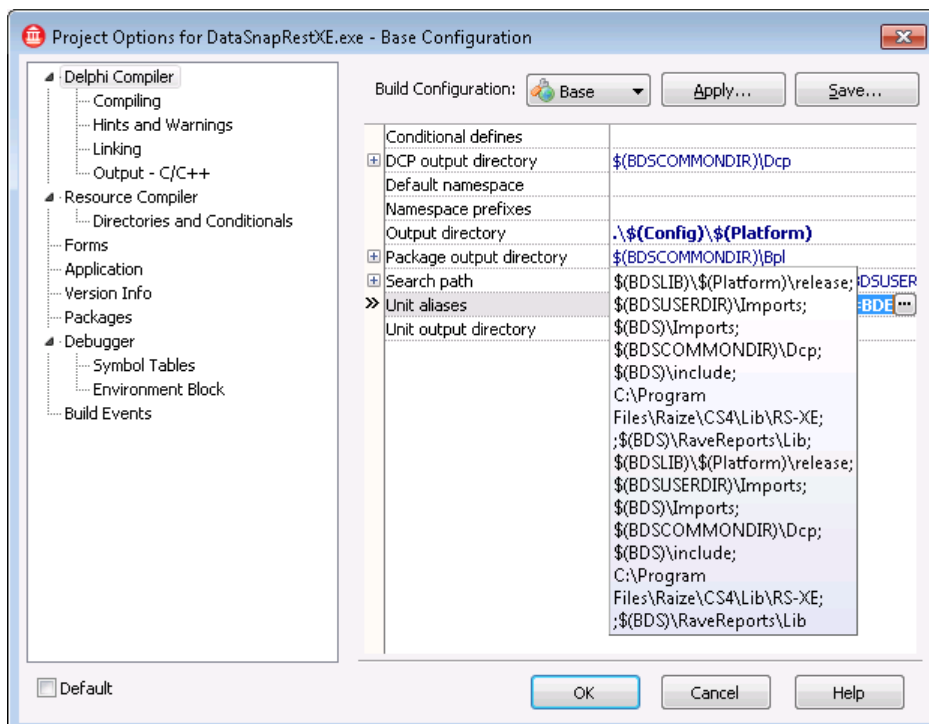 Project Options for DataSnapRestXE.exe - Base Configuration
Delphi Compiler
Compiling
Hints and Warnings
Linking
Output - C/C++
Resource Compiler
Directories and Conditionals
Forms
Application
Version Info
Packages
Debugger
Symbol Tables
Environment Block
Build Events
Build Configuration: Base Apply... Save...
Conditional defines
DCP output directory $(BDSCOMMONDIR)\Dcp
Default namespace
Namespace prefixes
Output directory .\$(Config)\$(Platform)
Package output directory $(BDSCOMMONDIR)\Bpl
Search path
Unit aliases =BDE ...
Unit output directory
$(BDSLIB)\$(Platform)\release;
$(BDSUSERDIR)\Imports;
$(BDS)\Imports;
$(BDSCOMMONDIR)\Dcp;
$(BDS)\include;
C:\Program
Files\Raize\CS4\Lib\RS-XE;
;$(BDS)\RaveReports\Lib;
$(BDSLIB)\$(Platform)\release;
$(BDSUSERDIR)\Imports;
$(BDS)\Imports;
$(BDSCOMMONDIR)\Dcp;
$(BDS)\include;
C:\Program
Files\Raize\CS4\Lib\RS-XE;
;$(BDS)\RaveReports\Lib
Default
OK Cancel Help